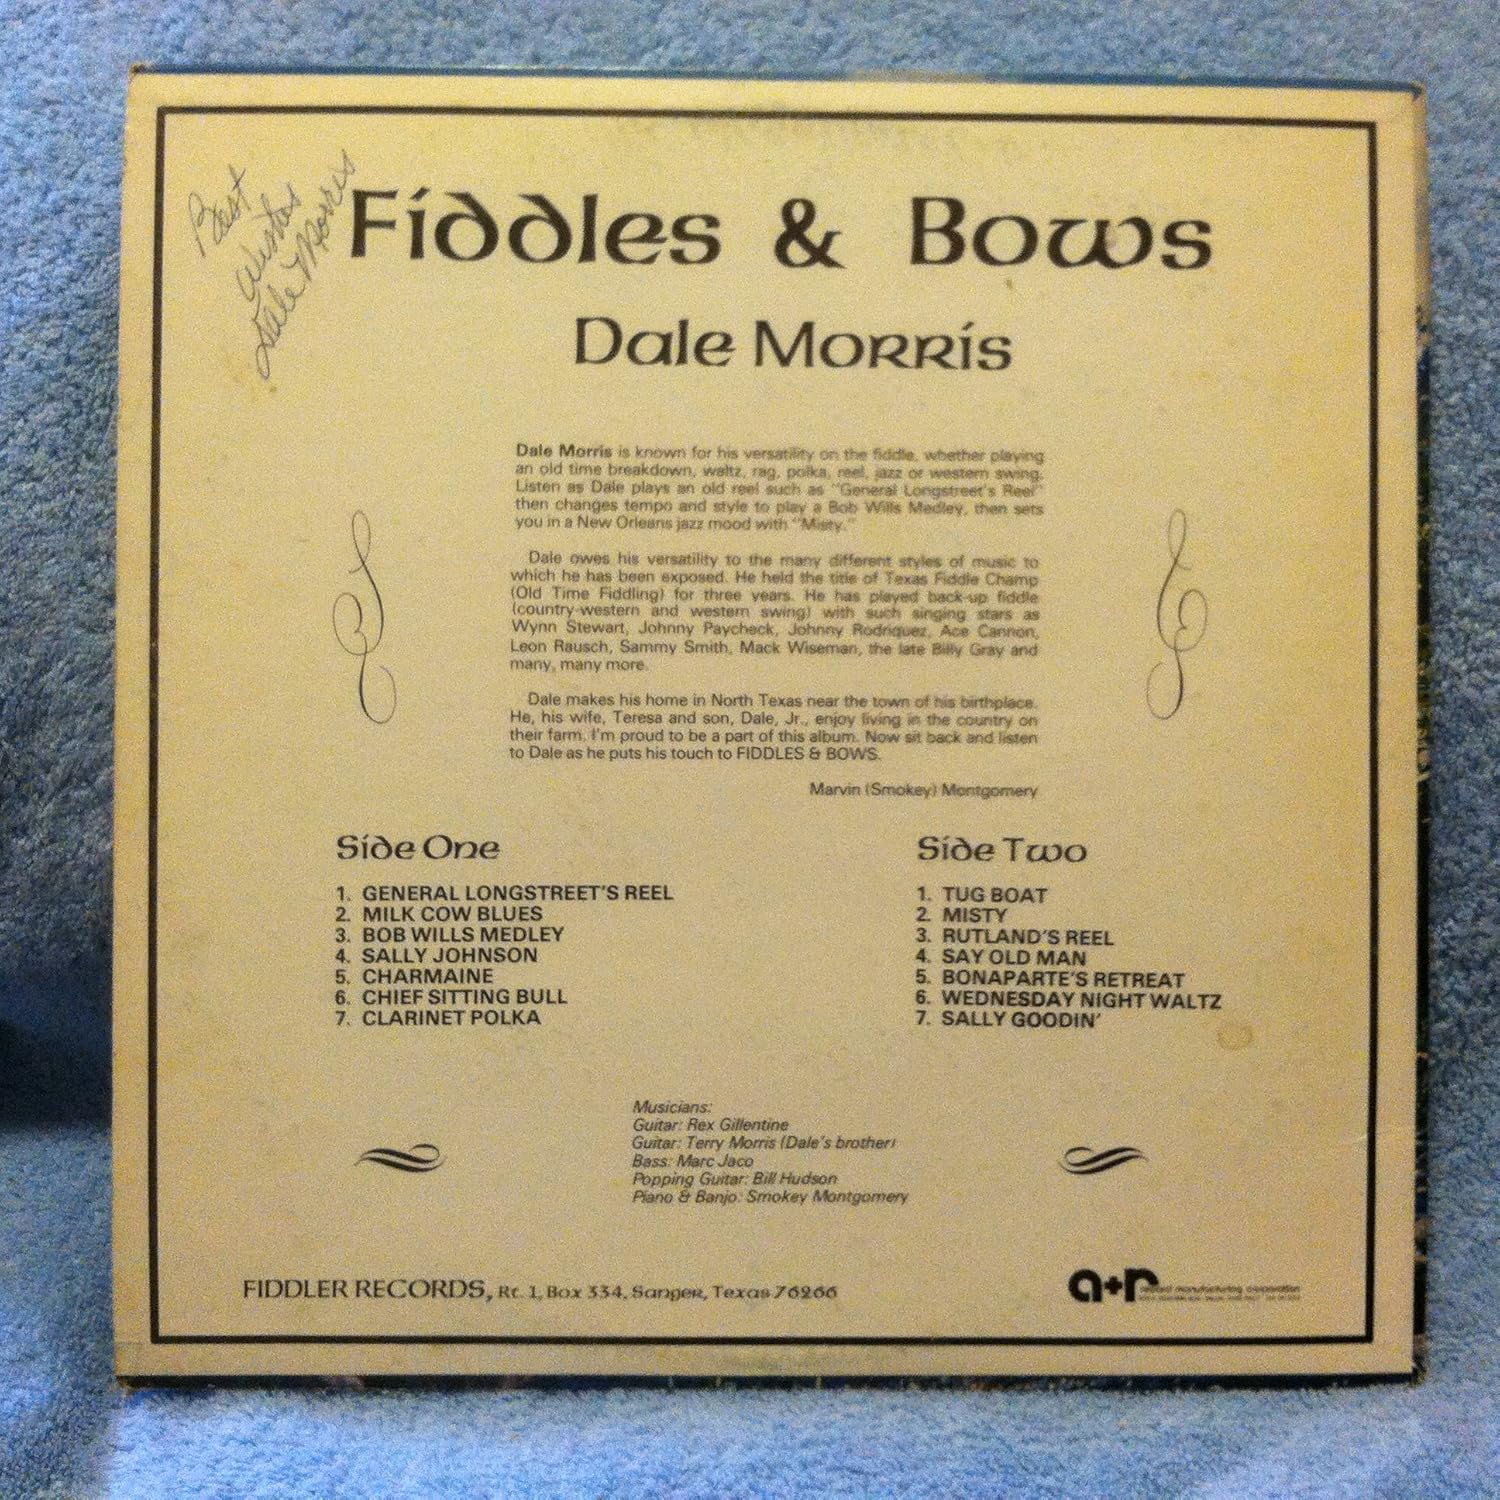 Best
Wishes
Dale Morris
Fiddles & Bows
Dale Morris
Dale Morris is known for his versatility on the fiddle, whether playing
an old time breakdown, waltz, rag, polka, reel, jazz or western swing.
Listen as Dale plays an old reel such as "General Longstreet's Reel"
then changes tempo and style to play a Bob Wills Medley, then sets
you in a New Orleans jazz mood with "Misty."
Dale owes his versatility to the many different styles of music to
which he has been exposed. He held the title of Texas Fiddle Champ
(Old Time Fiddling) for three years. He has played back-up fiddle
(country-western and western swing) with such singing stars as
Wynn Stewart, Johnny Paycheck, Johnny Rodriquez, Ace Cannon,
Leon Rausch, Sammy Smith, Mack Wiseman, the late Billy Gray and
many, many more.
Dale makes his home in North Texas near the town of his birthplace.
He, his wife, Teresa and son, Dale, Jr., enjoy living in the country on
their farm. I'm proud to be a part of this album. Now sit back and listen
to Dale as he puts his touch to FIDDLES & BOWS.
Marvin (Smokey) Montgomery
Side One
1. GENERAL LONGSTREET'S REEL
2. MILK COW BLUES
3. BOB WILLS MEDLEY
4. SALLY JOHNSON
5. CHARMAINE
6. CHIEF SITTING BULL
7. CLARINET POLKA
Side Two
1. TUG BOAT
2. MISTY
3. RUTLAND'S REEL
4. SAY OLD MAN
5. BONAPARTE'S RETREAT
6. WEDNESDAY NIGHT WALTZ
7. SALLY GOODIN'
Musicians:
Guitar: Rex Gillentine
Guitar: Terry Morris (Dale's brother)
Bass: Marc Jaco
Popping Guitar: Bill Hudson
Piano & Banjo: Smokey Montgomery
FIDDLER RECORDS, Rt. 1, Box 334, Sanger, Texas 76266
a+r record manufacturing corporation